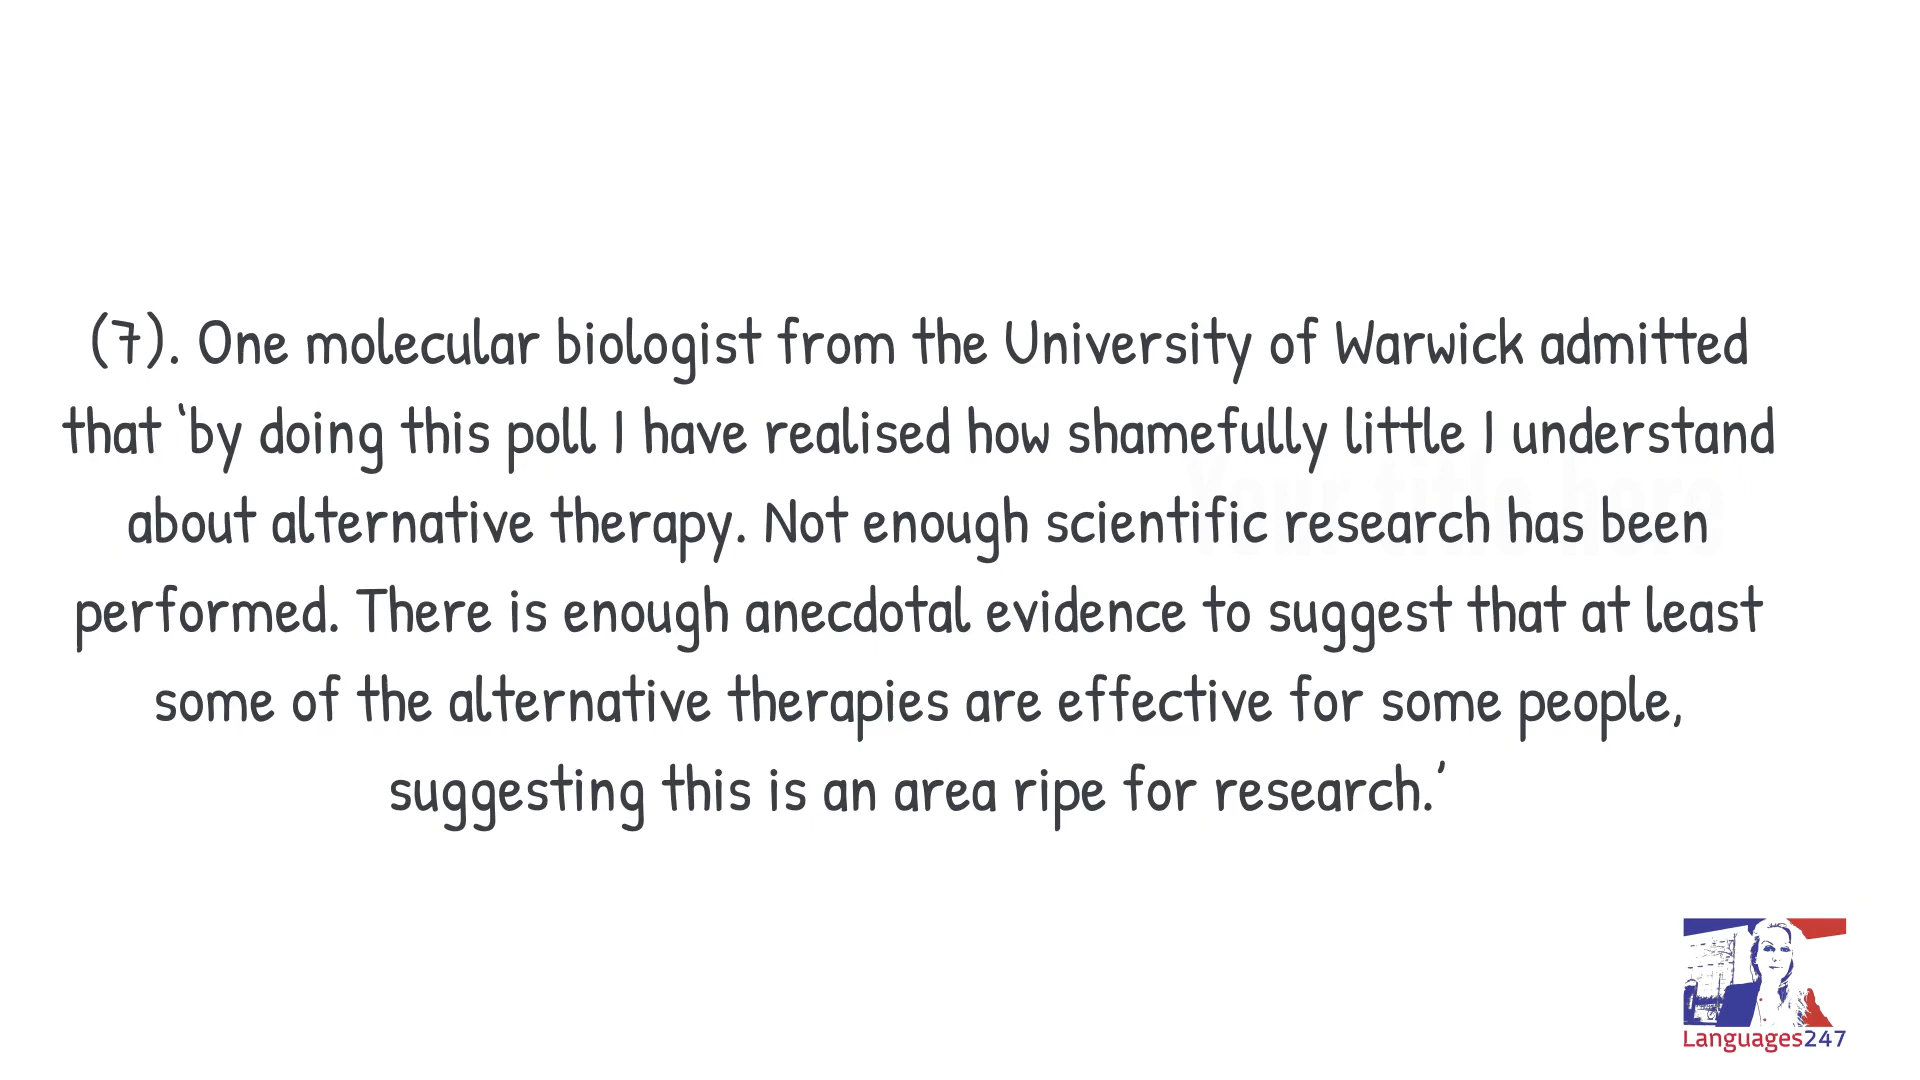 (7). One molecular biologist from the University of Warwick admitted
that ‘by doing this poll I have realised how shamefully little I understand
about alternative therapy. Not enough scientific research has been
performed. There is enough anecdotal evidence to suggest that at least
some of the alternative therapies are effective for some people,
suggesting this is an area ripe for research.’
Your title here
Languages247